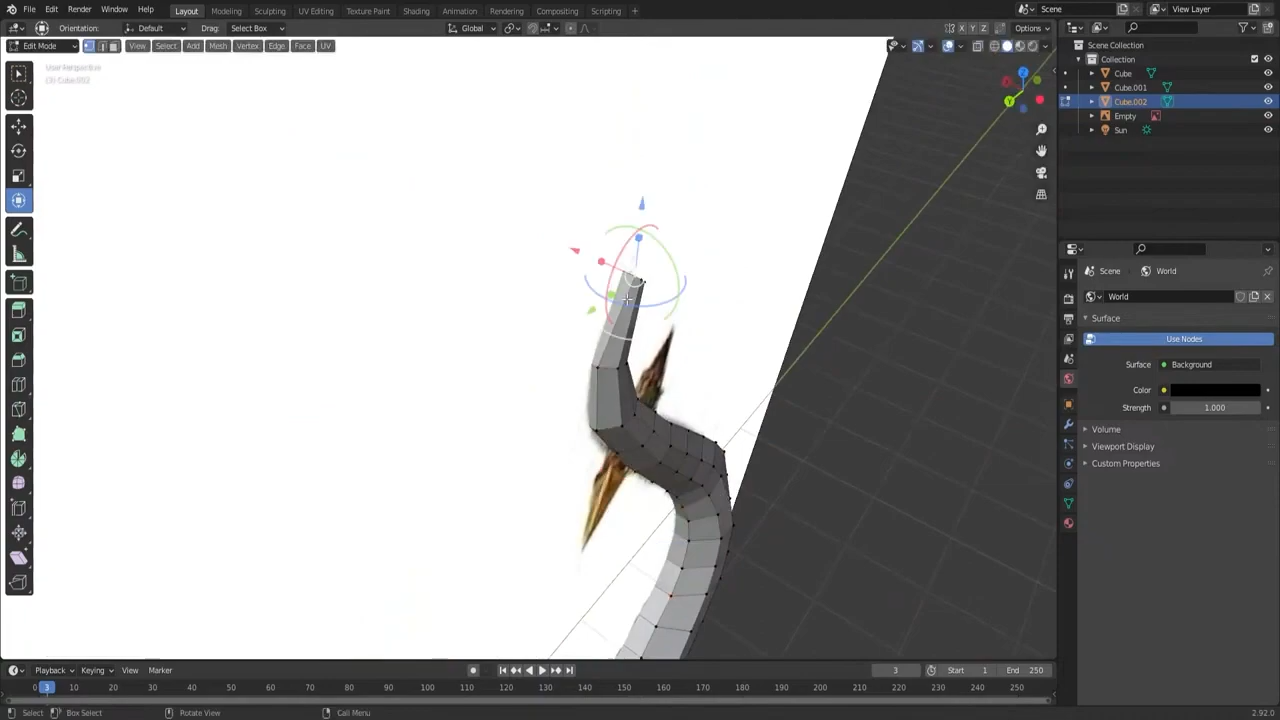 File Edit Render Window Help Layout Modeling Sculpting UV Editing Texture Paint Shading Animation Rendering Compositing Scripting + Scene View Layer
Orientation: Default Drag: Select Box Global Options
Edit Mode View Select Add Mesh Vertex Edge Face UV X Y Z
User Perspective
(3) Cube.002
Z
Y
Scene Collection
Collection
Cube
Cube.001
Cube.002
Empty
Sun
Scene World
World
Surface
Use Nodes
Surface Background
Color
Strength 1.000
Volume
Viewport Display
Custom Properties
Playback Keying View Marker 3 Start 1 End 250
0 3 10 20 30 40 50 60 70 80 90 100 110 120 130 140 150 160 170 180 190 200 210 220 230 240 250
Select Box Select Rotate View Call Menu 2.92.0